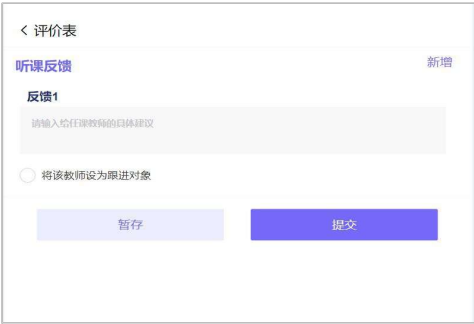 评价表
听课反馈
新增
反馈1
请输入给任课教师的具体建议
将该教师设为跟进对象
暂存
提交